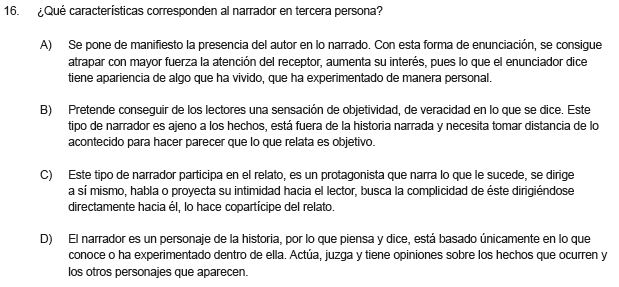 16. ¿Qué características corresponden al narrador en tercera persona?
A) Se pone de manifiesto la presencia del autor en lo narrado. Con esta forma de enunciación, se consigue
atrapar con mayor fuerza la atención del receptor, aumenta su interés, pues lo que el enunciador dice
tiene apariencia de algo que ha vivido, que ha experimentado de manera personal.
B) Pretende conseguir de los lectores una sensación de objetividad, de veracidad en lo que se dice. Este
tipo de narrador es ajeno a los hechos, está fuera de la historia narrada y necesita tomar distancia de lo
acontecido para hacer parecer que lo que relata es objetivo.
C) Este tipo de narrador participa en el relato, es un protagonista que narra lo que le sucede, se dirige
a sí mismo, habla o proyecta su intimidad hacia el lector, busca la complicidad de éste dirigiéndose
directamente hacia él, lo hace copartícipe del relato.
D) El narrador es un personaje de la historia, por lo que piensa y dice, está basado únicamente en lo que
conoce o ha experimentado dentro de ella. Actúa, juzga y tiene opiniones sobre los hechos que ocurren y
los otros personajes que aparecen.